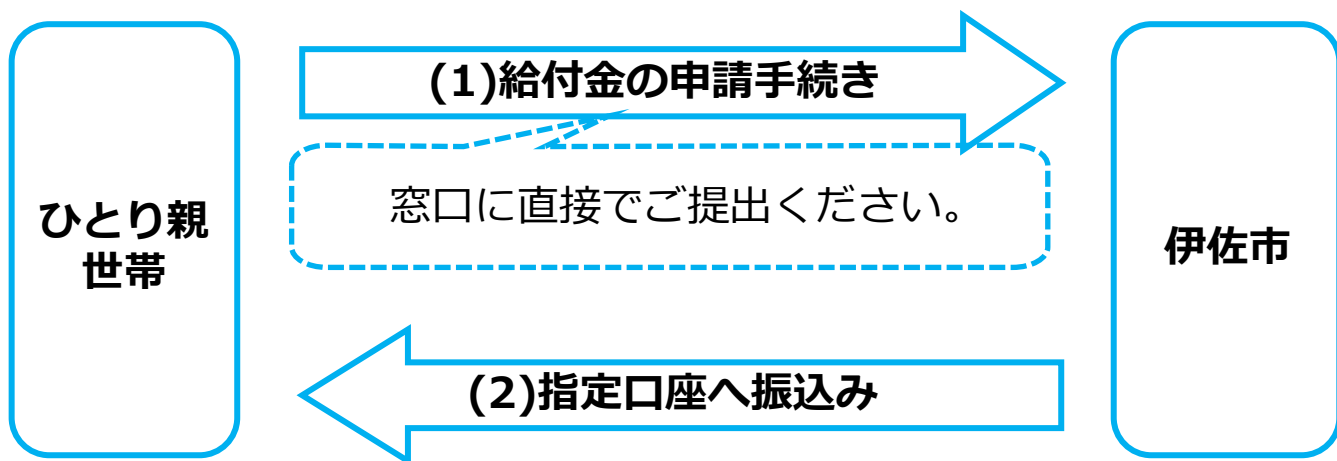 (1)給付金の申請手続き
窓口に直接でご提出ください。
ひとり親
世帯
伊佐市
(2)指定口座へ振込み